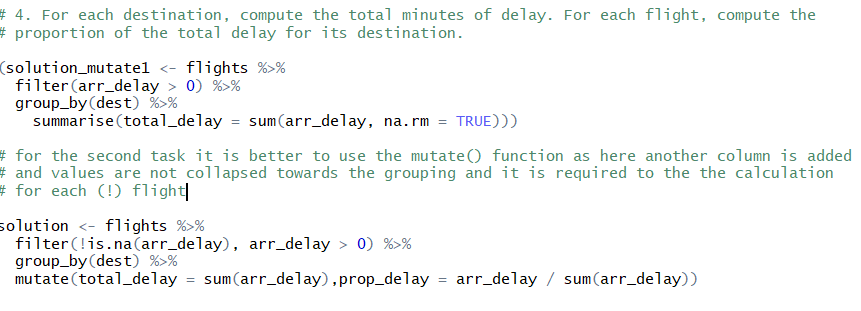 # 4. For each destination, compute the total minutes of delay. For each flight, compute the
# proportion of the total delay for its destination.
(solution_mutate1 <- flights %>%
filter(arr_delay > 0) %>%
group_by(dest) %>%
summarise(total_delay = sum(arr_delay, na.rm = TRUE)))
# for the second task it is better to use the mutate() function as here another column is added
# and values are not collapsed towards the grouping and it is required to the the calculation
# for each (!) flight
solution <- flights %>%
filter(!is.na(arr_delay), arr_delay > 0) %>%
group_by(dest) %>%
mutate(total_delay = sum(arr_delay),prop_delay = arr_delay / sum(arr_delay))